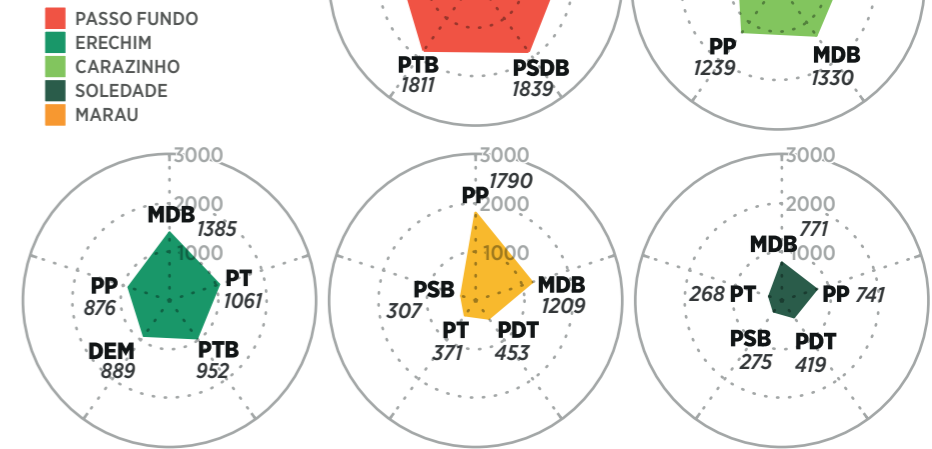 PASSO FUNDO
ERECHIM
CARAZINHO
SOLEDADE
MARAU
PTB
1811
PSDB
1839
PP
1239
MDB
1330
3000
2000
1000
MDB
1385
PT
1061
PTB
952
DEM
889
PP
876
3000
2000
1000
PP
1790
MDB
1209
PDT
453
PT
371
PSB
307
3000
2000
1000
MDB
771
PP 741
PDT
419
PSB
275
268 PT